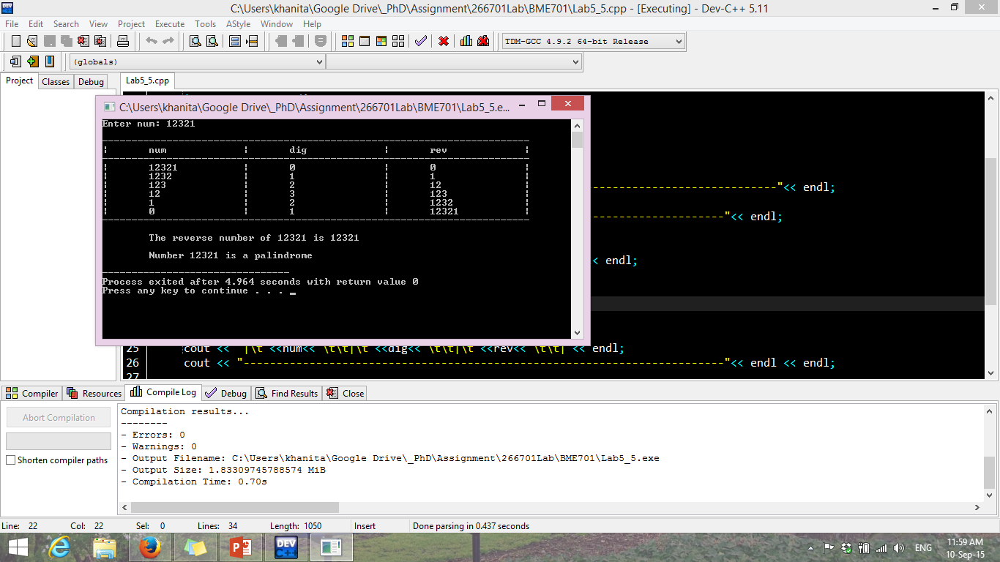 C:\Users\khanita\Google Drive\_PhD\Assignment\266701Lab\BME701\Lab5_5.cpp - [Executing] - Dev-C++ 5.11
File Edit Search View Project Execute Tools AStyle Window Help
TDM-GCC 4.9.2 64-bit Release
(globals)
Project Classes Debug
Lab5_5.cpp
C:\Users\khanita\Google Drive\_PhD\Assignment\266701Lab\BME701\Lab5_5.e...
Enter num: 12321
---------------------------------------------------------------------------
| num | dig | rev |
---------------------------------------------------------------------------
| 12321 | 0 | 0 |
| 1232 | 1 | 1 |
| 123 | 2 | 12 |
| 12 | 3 | 123 |
| 1 | 2 | 1232 |
| 0 | 1 | 12321 |
---------------------------------------------------------------------------
The reverse number of 12321 is 12321
Number 12321 is a palindrome
--------------------------------
Process exited after 4.964 seconds with return value 0
Press any key to continue . . . _
----------------------------"<< endl;
--------------------"<< endl;
< endl;
25 cout << "|\t"<<num<<"\t\t|\t"<<dig<<"\t\t|\t"<<rev<<"\t\t|"<< endl;
26 cout << "-------------------------------------------------------------------------"<< endl << endl;
27
Compiler Resources Compile Log Debug Find Results Close
Abort Compilation
Shorten compiler paths
Compilation results...
--------
- Errors: 0
- Warnings: 0
- Output Filename: C:\Users\khanita\Google Drive\_PhD\Assignment\266701Lab\BME701\Lab5_5.exe
- Output Size: 1.83309745788574 MiB
- Compilation Time: 0.70s
Line: 22 Col: 22 Sel: 0 Lines: 34 Length: 1050 Insert Done parsing in 0.437 seconds
DEV C++
ENG
11:59 AM
10-Sep-15